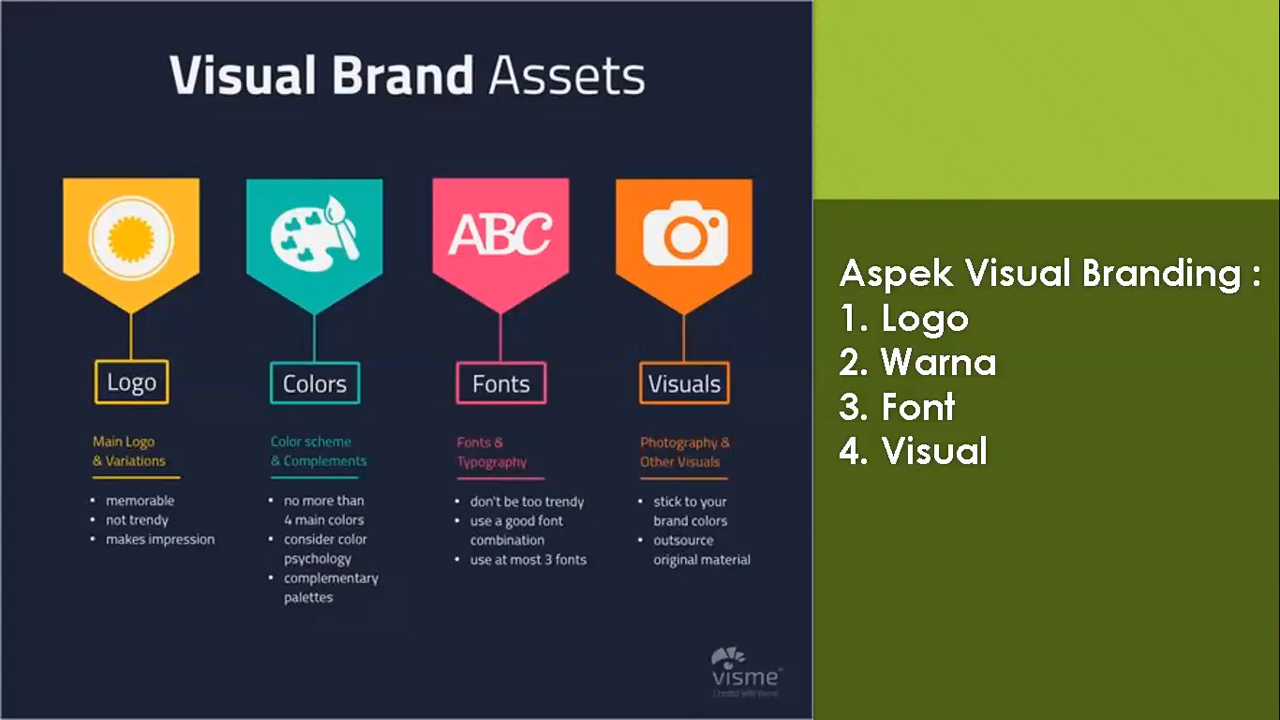 Visual Brand Assets
ABC
Logo
Main Logo
& Variations
• memorable
• not trendy
• makes impression
Colors
Color scheme
& Complements
• no more than
4 main colors
• consider color
psychology
• complementary
palettes
Fonts
Fonts &
Typography
• don't be too trendy
• use a good font
combination
• use at most 3 fonts
Visuals
Photography &
Other Visuals
• stick to your
brand colors
• outsource
original material
visme
Aspek Visual Branding :
1. Logo
2. Warna
3. Font
4. Visual